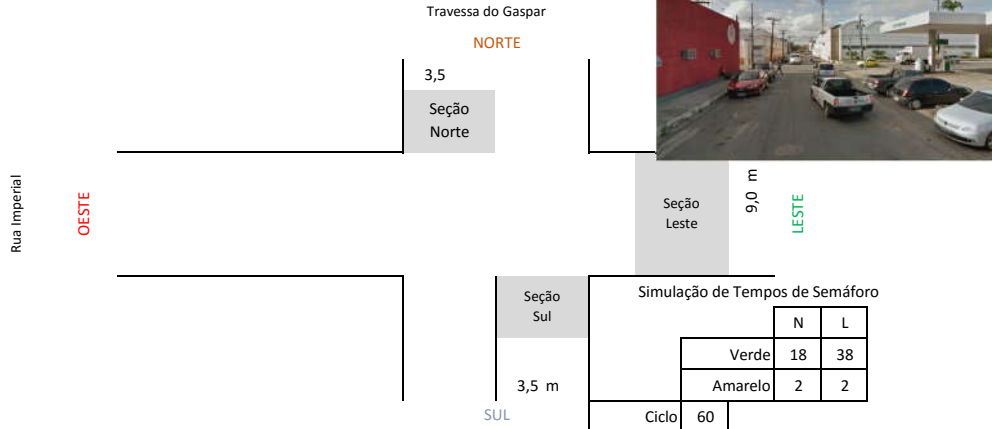 Travessa do Gaspar
NORTE
3,5
Seção
Norte
Rua Imperial
OESTE
Seção
Leste
9,0 m
LESTE
Seção
Sul
3,5 m
SUL
Simulação de Tempos de Semáforo
N L
Verde 18 38
Amarelo 2 2
Ciclo 60